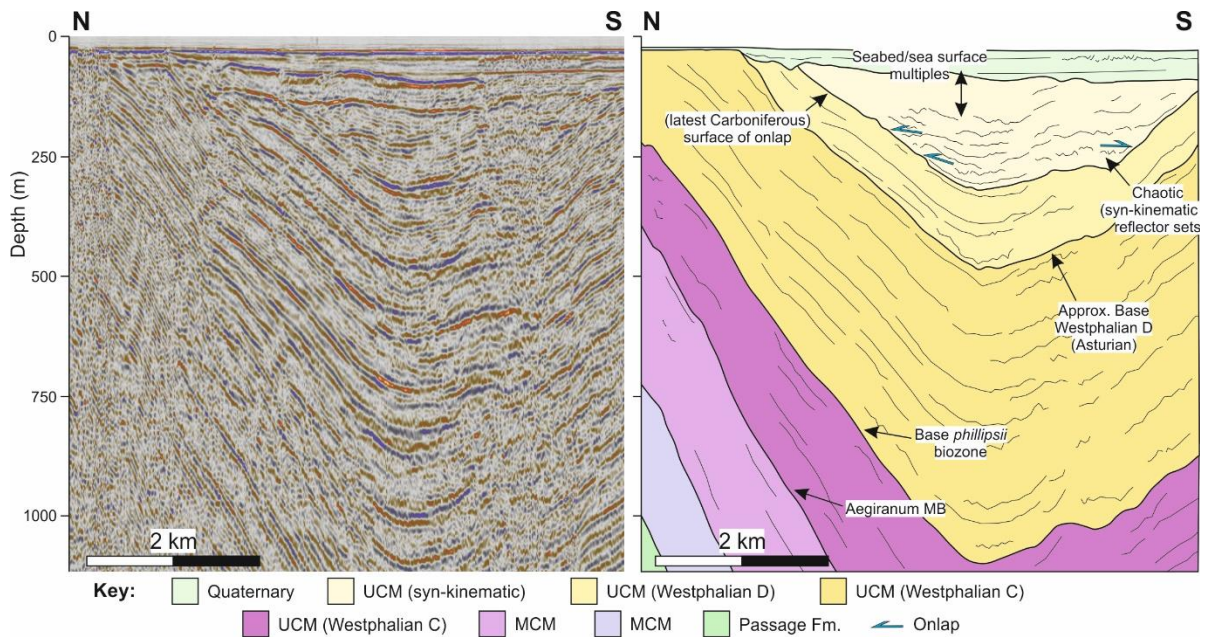 N
S
N
S
0
250
500
750
1000
Depth (m)
2 km
Seabed/sea surface
multiples
(latest Carboniferous)
surface of onlap
Chaotic
(syn-kinematic
reflector sets
Approx. Base
Westphalian D
(Asturian)
Base phillipsii
biozone
Aegiranum MB
2 km
Key:
Quaternary
UCM (syn-kinematic)
UCM (Westphalian D)
UCM (Westphalian C)
UCM (Westphalian C)
MCM
MCM
Passage Fm.
Onlap